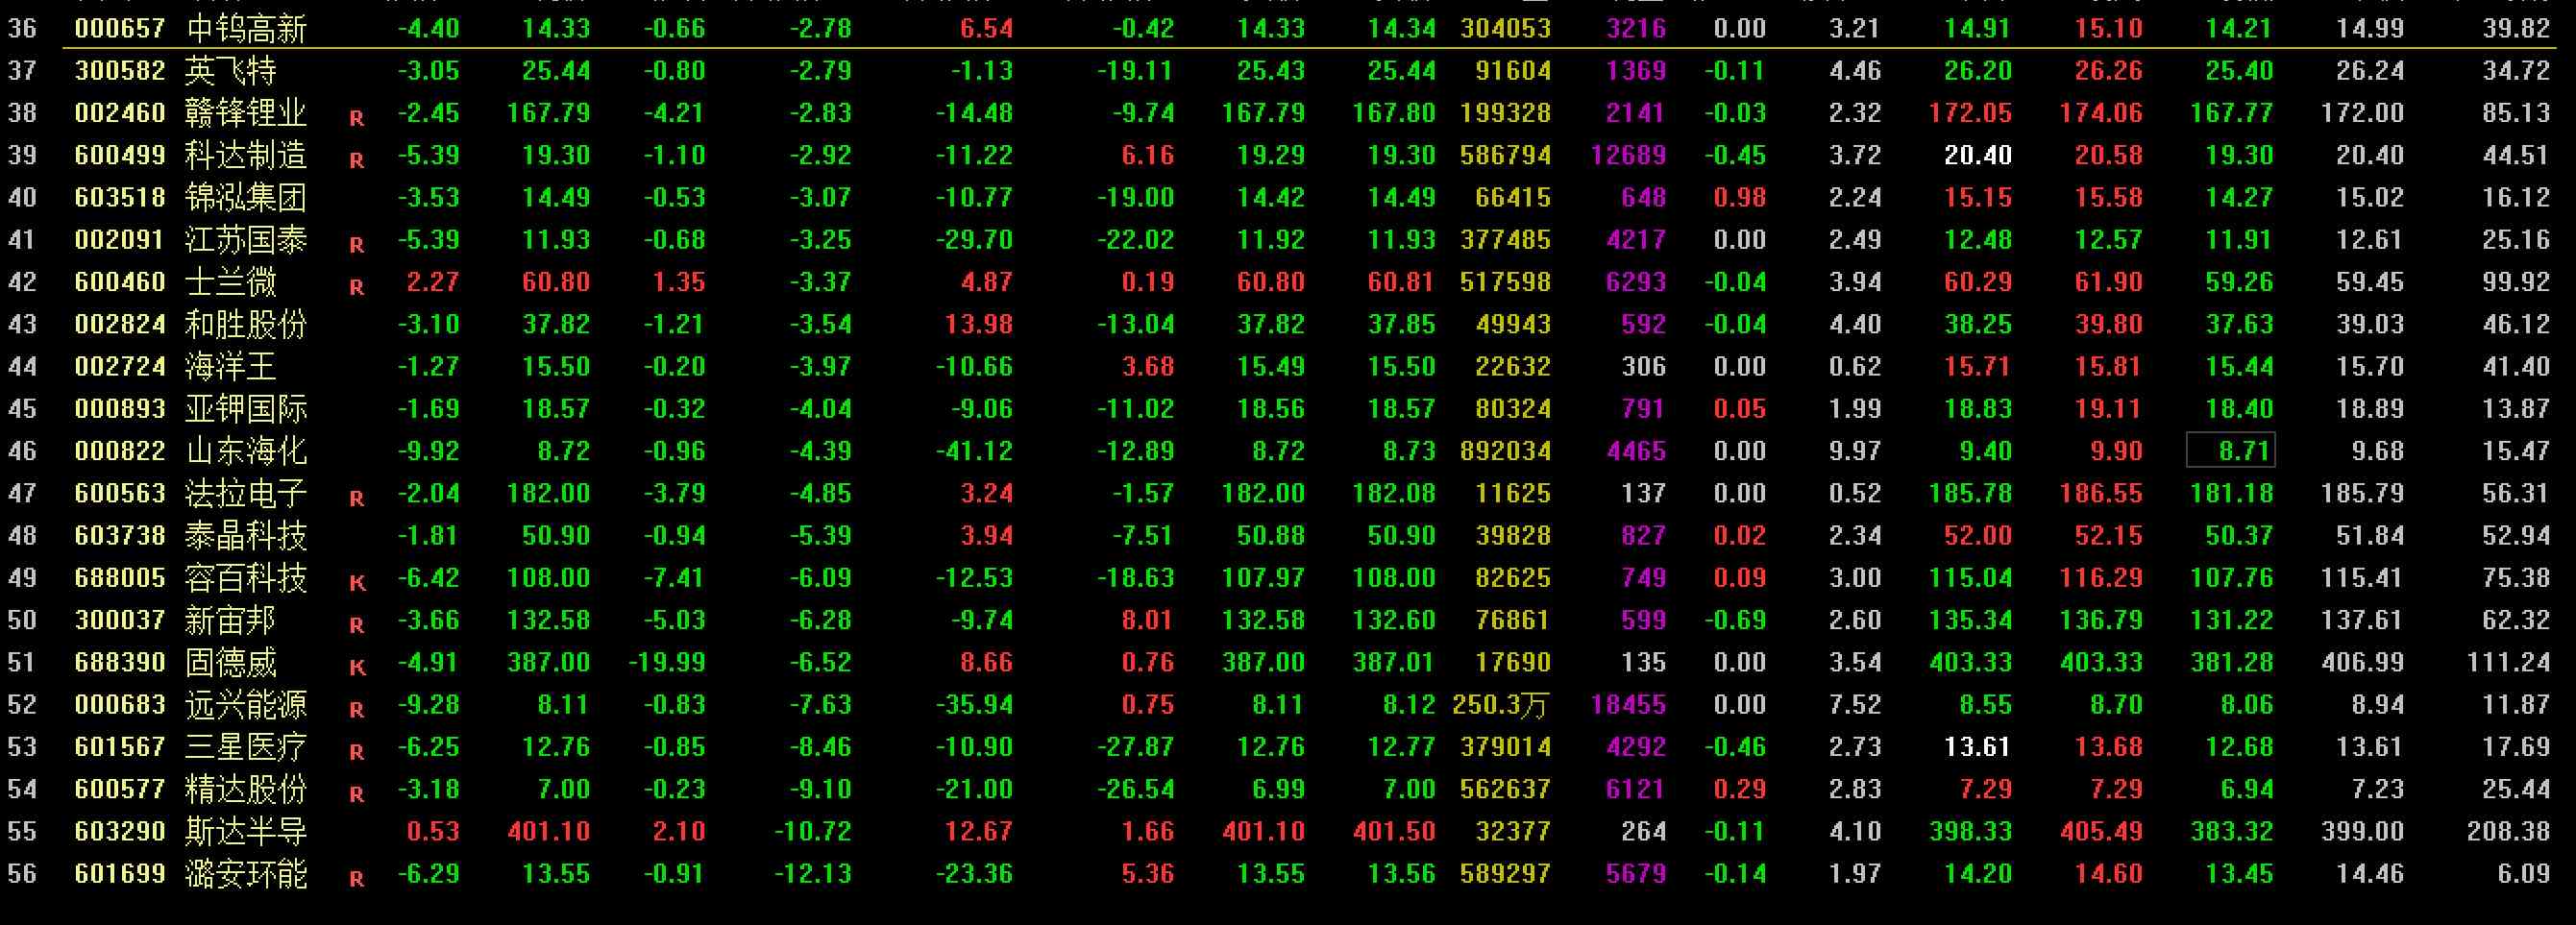 36 000657 中钨高新 -4.40 14.33 -0.66 -2.78 6.54 -0.42 14.33 14.34 304053 3216 0.00 3.21 14.91 15.10 14.21 14.99 39.82
37 300582 英飞特 -3.05 25.44 -0.80 -2.79 -1.13 -19.11 25.43 25.44 91604 1369 -0.11 4.46 26.20 26.26 25.40 26.24 34.72
38 002460 赣锋锂业 R -2.45 167.79 -4.21 -2.83 -14.48 -9.74 167.79 167.80 199328 2141 -0.03 2.32 172.05 174.06 167.77 172.00 85.13
39 600499 科达制造 R -5.39 19.30 -1.10 -2.92 -11.22 6.16 19.29 19.30 586794 12689 -0.45 3.72 20.40 20.58 19.30 20.40 44.51
40 603518 锦泓集团 -3.53 14.49 -0.53 -3.07 -10.77 -19.00 14.42 14.49 66415 648 0.98 2.24 15.15 15.58 14.27 15.02 16.12
41 002091 江苏国泰 R -5.39 11.93 -0.68 -3.25 -29.70 -22.02 11.92 11.93 377485 4217 0.00 2.49 12.48 12.57 11.91 12.61 25.16
42 600460 士兰微 R 2.27 60.80 1.35 -3.37 4.87 0.19 60.80 60.81 517598 6293 -0.04 3.94 60.29 61.90 59.26 59.45 99.92
43 002824 和胜股份 -3.10 37.82 -1.21 -3.54 13.98 -13.04 37.82 37.85 49943 592 -0.04 4.40 38.25 39.80 37.63 39.03 46.12
44 002724 海洋王 -1.27 15.50 -0.20 -3.97 -10.66 3.68 15.49 15.50 22632 306 0.00 0.62 15.71 15.81 15.44 15.70 41.40
45 000893 亚钾国际 -1.69 18.57 -0.32 -4.04 -9.06 -11.02 18.56 18.57 80324 791 0.05 1.99 18.83 19.11 18.40 18.89 13.87
46 000822 山东海化 -9.92 8.72 -0.96 -4.39 -41.12 -12.89 8.72 8.73 892034 4465 0.00 9.97 9.40 9.90 8.71 9.68 15.47
47 600563 法拉电子 R -2.04 182.00 -3.79 -4.85 3.24 -1.57 182.00 182.08 11625 137 0.00 0.52 185.78 186.55 181.18 185.79 56.31
48 603738 泰晶科技 -1.81 50.90 -0.94 -5.39 3.94 -7.51 50.88 50.90 39828 827 0.02 2.34 52.00 52.15 50.37 51.84 52.94
49 688005 容百科技 K -6.42 108.00 -7.41 -6.09 -12.53 -18.63 107.97 108.00 82625 749 0.09 3.00 115.04 116.29 107.76 115.41 75.38
50 300037 新宙邦 R -3.66 132.58 -5.03 -6.28 -9.74 8.01 132.58 132.60 76861 599 -0.69 2.60 135.34 136.79 131.22 137.61 62.32
51 688390 固德威 K -4.91 387.00 -19.99 -6.52 8.66 0.76 387.00 387.01 17690 135 0.00 3.54 403.33 403.33 381.28 406.99 111.24
52 000683 远兴能源 R -9.28 8.11 -0.83 -7.63 -35.94 0.75 8.11 8.12 250.3万 18455 0.00 7.52 8.55 8.70 8.06 8.94 11.87
53 601567 三星医疗 R -6.25 12.76 -0.85 -8.46 -10.90 -27.87 12.76 12.77 379014 4292 -0.46 2.73 13.61 13.68 12.68 13.61 17.69
54 600577 精达股份 R -3.18 7.00 -0.23 -9.10 -21.00 -26.54 6.99 7.00 562637 6121 0.29 2.83 7.29 7.29 6.94 7.23 25.44
55 603290 斯达半导 0.53 401.10 2.10 -10.72 12.67 1.66 401.10 401.50 32377 264 -0.11 4.10 398.33 405.49 383.32 399.00 208.38
56 601699 潞安环能 R -6.29 13.55 -0.91 -12.13 -23.36 5.36 13.55 13.56 589297 5679 -0.14 1.97 14.20 14.60 13.45 14.46 6.09